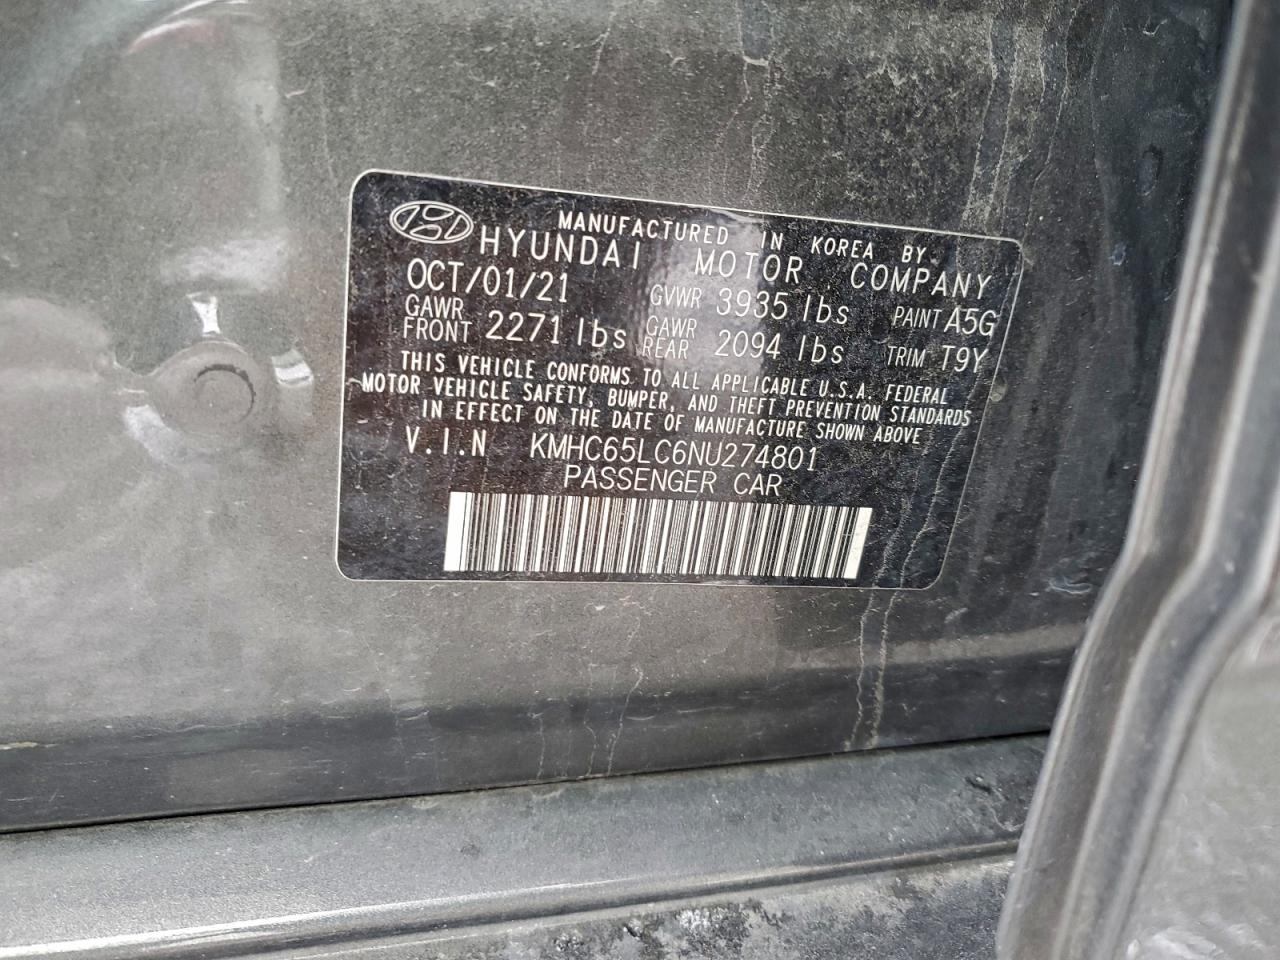 MANUFACTURED IN KOREA BY
HYUNDAI MOTOR COMPANY
OCT/01/21 GVWR 3935 lbs PAINT A5G
GAWR FRONT 2271 lbs GAWR REAR 2094 lbs TRIM T9Y
THIS VEHICLE CONFORMS TO ALL APPLICABLE U.S.A. FEDERAL
MOTOR VEHICLE SAFETY, BUMPER, AND THEFT PREVENTION STANDARDS
IN EFFECT ON THE DATE OF MANUFACTURE SHOWN ABOVE
V.I.N KMHC65LC6NU274801
PASSENGER CAR